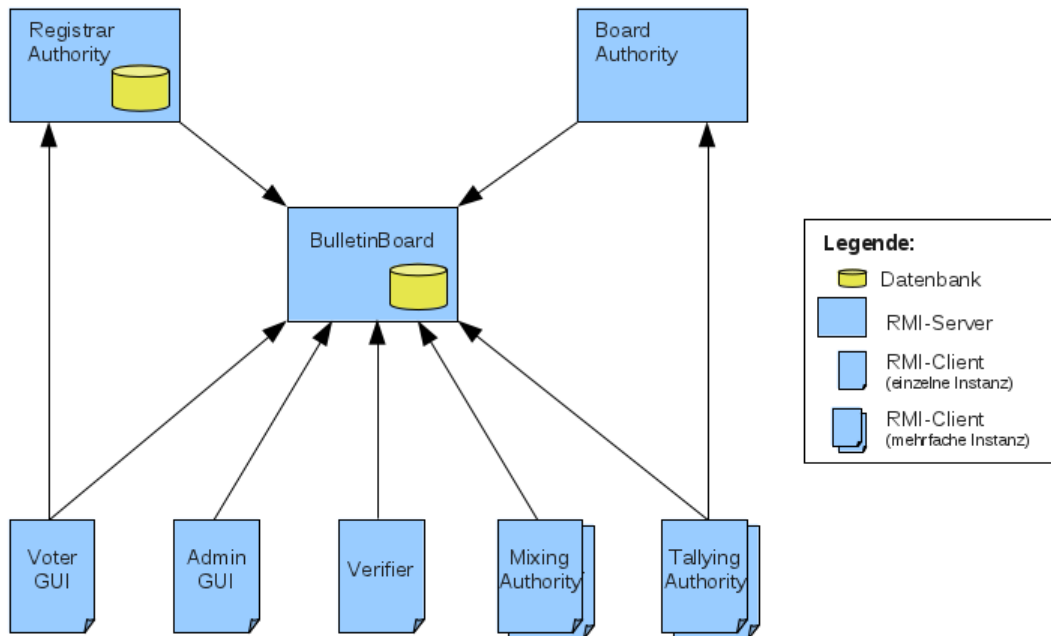 Registrar
Authority
Board
Authority
BulletinBoard
Legende:
Datenbank
RMI-Server
RMI-Client
(einzelne Instanz)
RMI-Client
(mehrfache Instanz)
Voter
GUI
Admin
GUI
Verifier
Mixing
Authority
Tallying
Authority